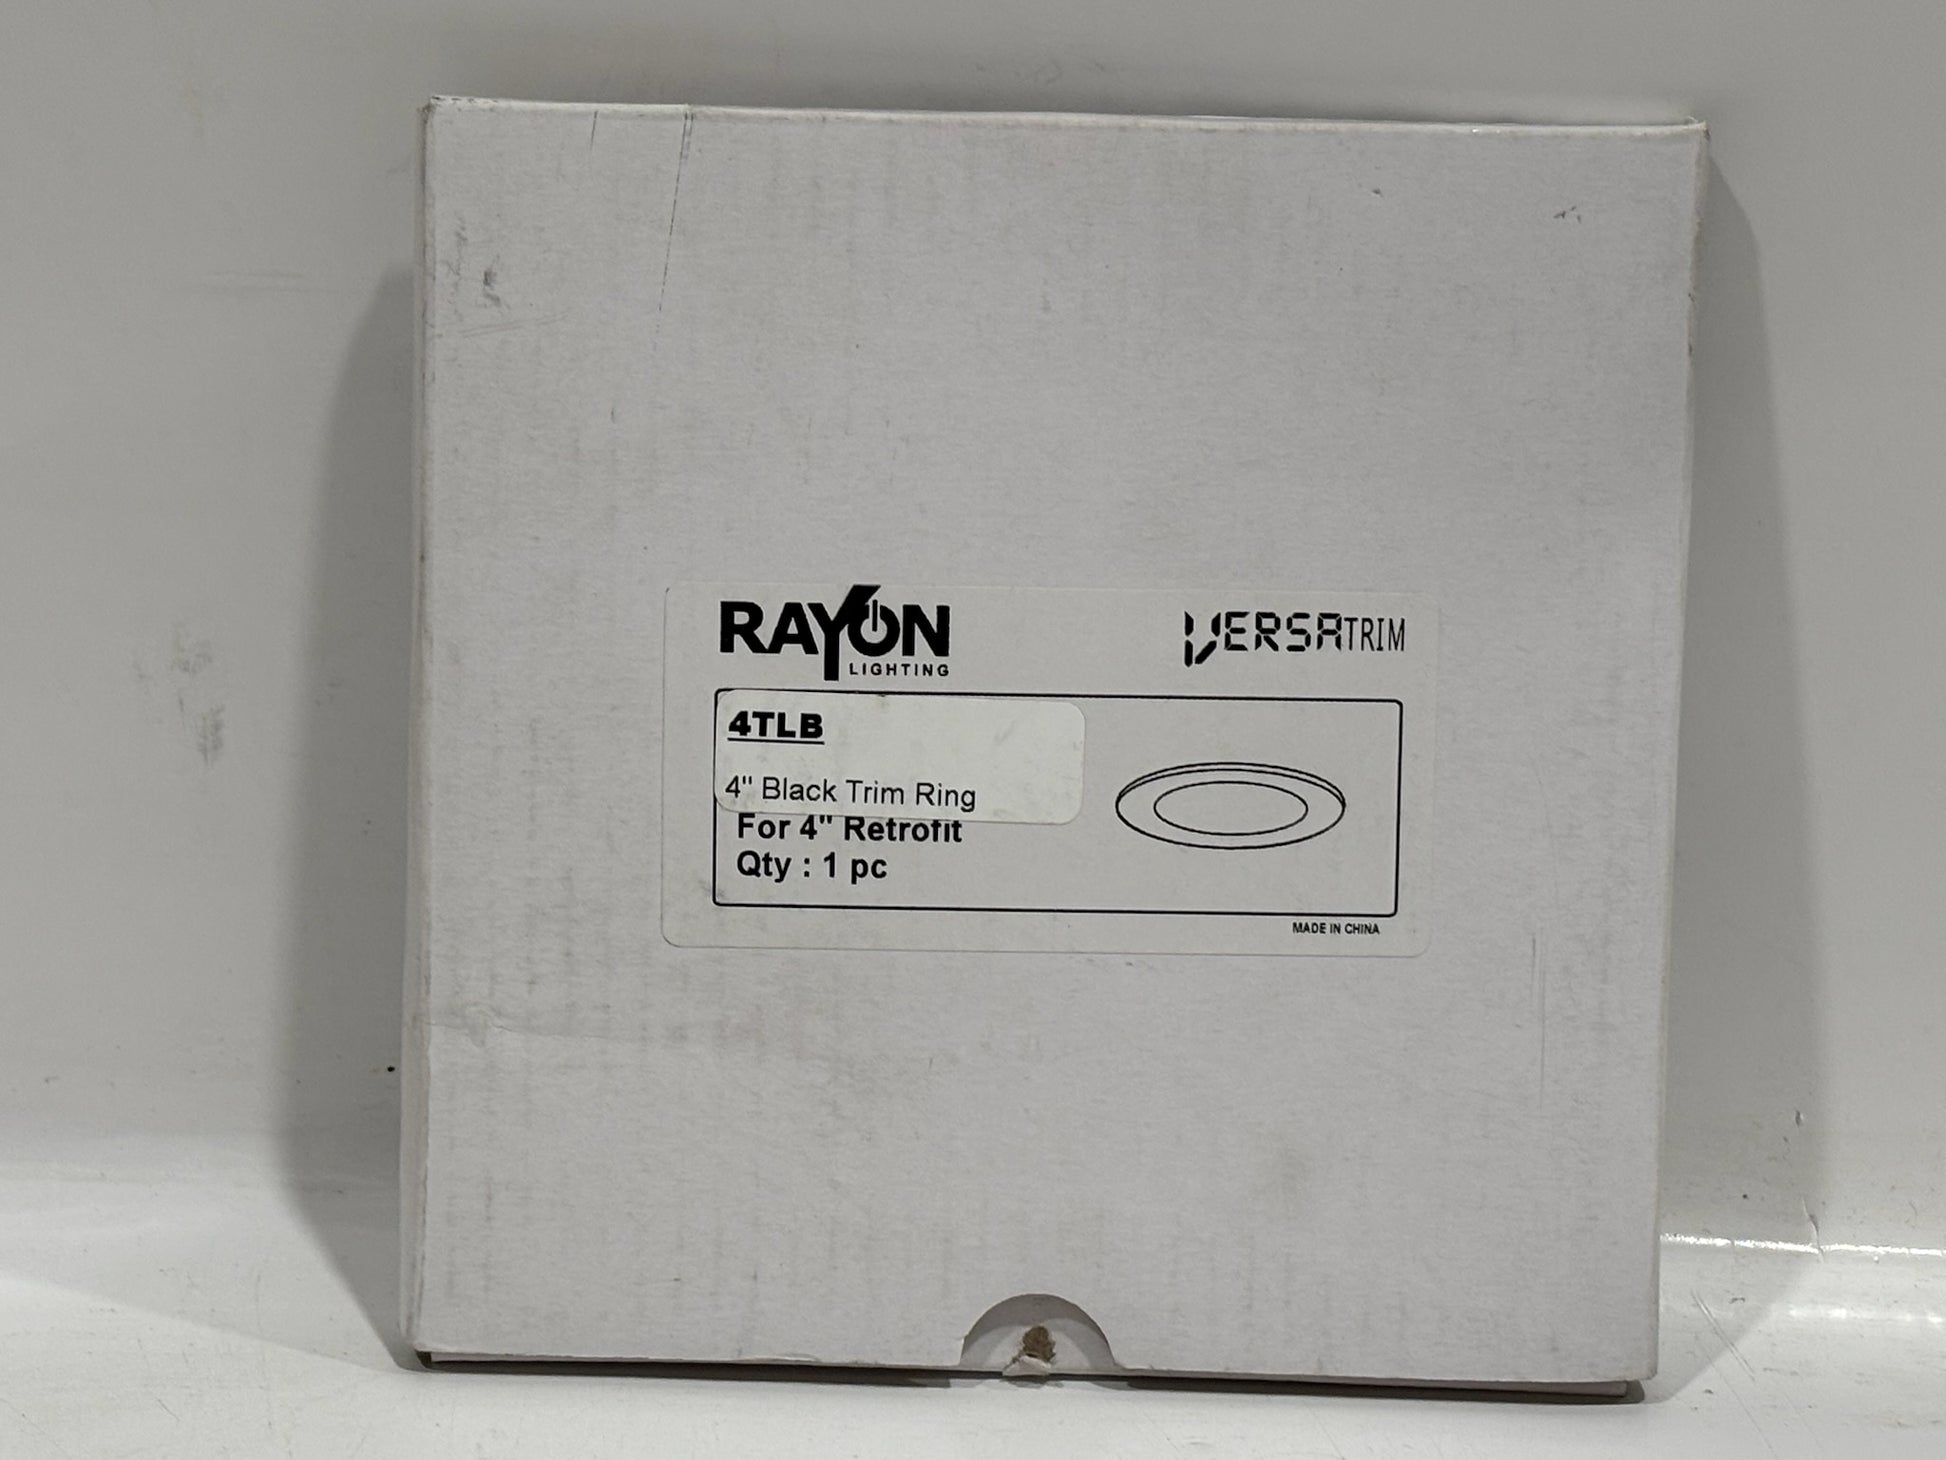 RAYON
LIGHTING
VERSATRIM
4TLB
4" Black Trim Ring
For 4" Retrofit
Qty : 1 pc
MADE IN CHINA